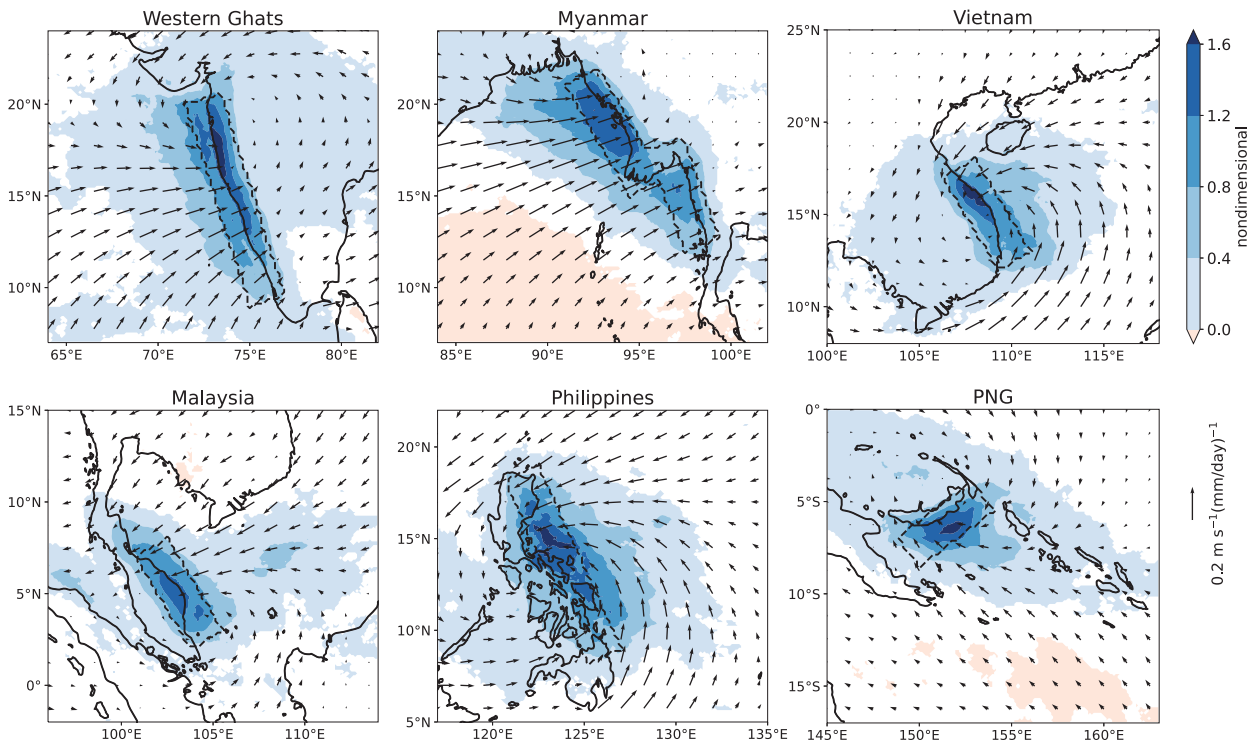 Western Ghats
20°N
15°N
10°N
65°E 70°E 75°E 80°E
Myanmar
20°N
15°N
10°N
85°E 90°E 95°E 100°E
Vietnam
25°N
20°N
15°N
10°N
100°E 105°E 110°E 115°E
1.6
1.2
0.8
0.4
0.0
nondimensional
Malaysia
15°N
10°N
5°N
0°
100°E 105°E 110°E
Philippines
20°N
15°N
10°N
5°N
120°E 125°E 130°E 135°E
PNG
0°
5°S
10°S
15°S
145°E 150°E 155°E 160°E
0.2 m s⁻¹(mm/day)⁻¹